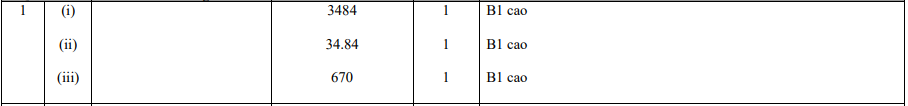 1 (i) 3484 1 B1 cao
(ii) 34.84 1 B1 cao
(iii) 670 1 B1 cao